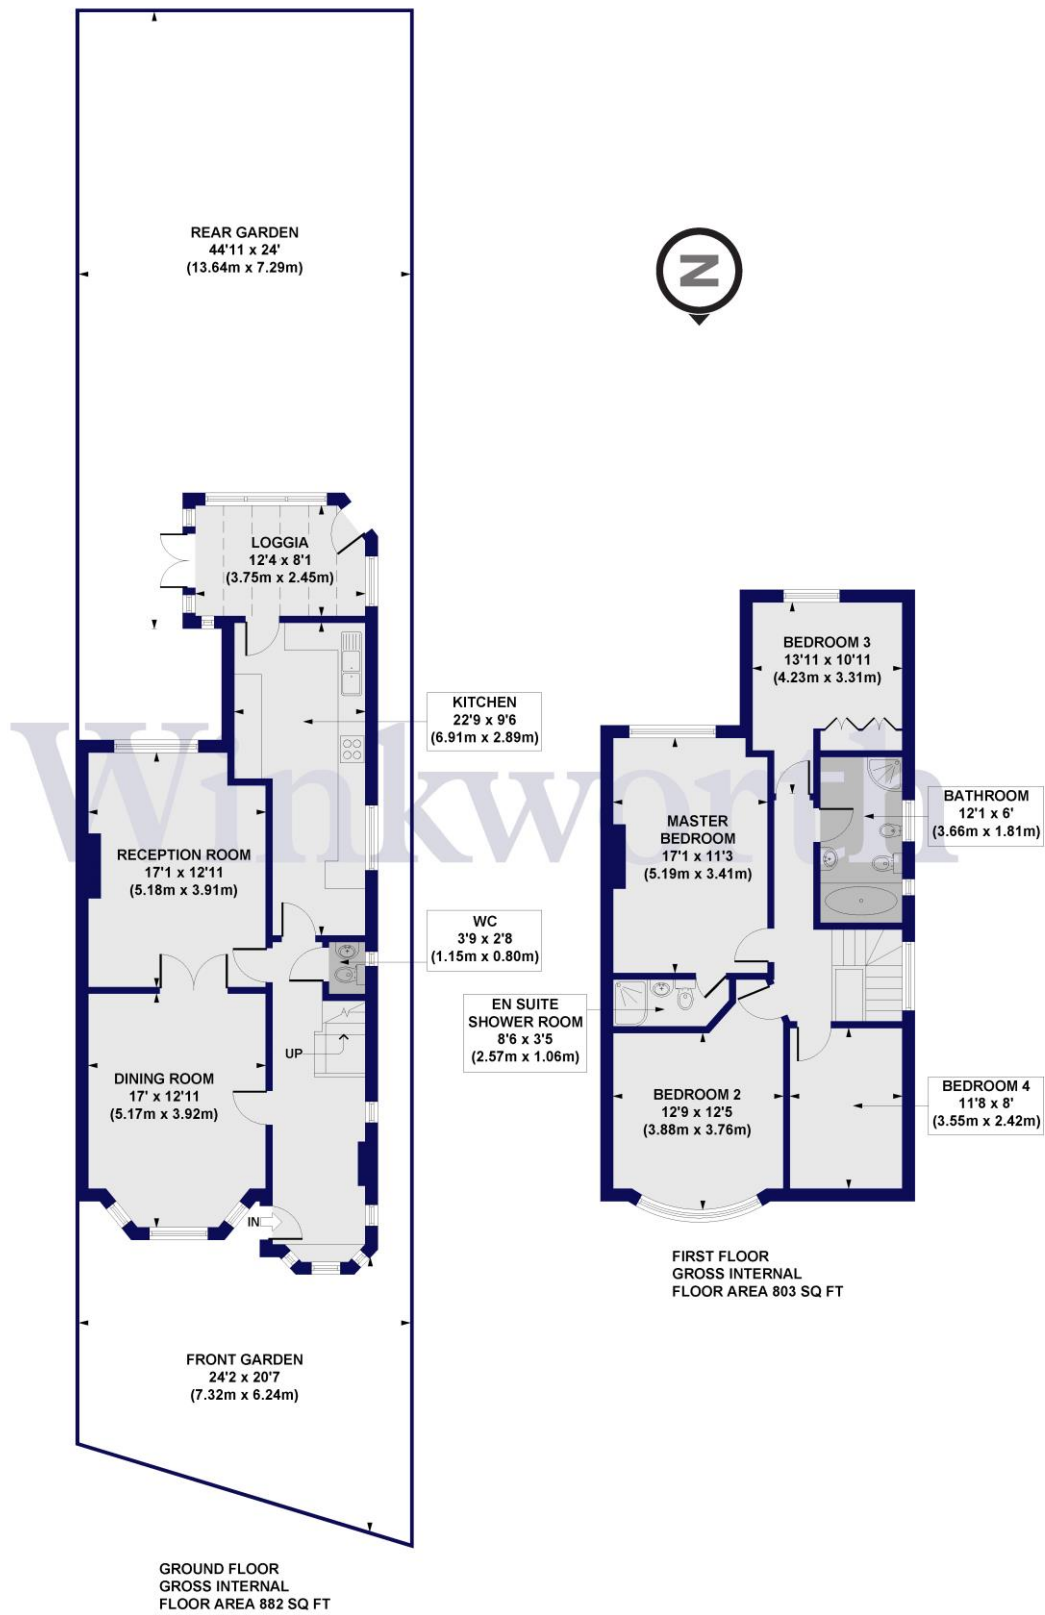 REAR GARDEN
44'11 x 24'
(13.64m x 7.29m)
N
LOGGIA
12'4 x 8'1
(3.75m x 2.45m)
KITCHEN
22'9 x 9'6
(6.91m x 2.89m)
Winkworth
RECEPTION ROOM
17'1 x 12'11
(5.18m x 3.91m)
WC
3'9 x 2'8
(1.15m x 0.80m)
UP
DINING ROOM
17' x 12'11
(5.17m x 3.92m)
IN
FRONT GARDEN
24'2 x 20'7
(7.32m x 6.24m)
GROUND FLOOR
GROSS INTERNAL
FLOOR AREA 882 SQ FT
BEDROOM 3
13'11 x 10'11
(4.23m x 3.31m)
MASTER
BEDROOM
17'1 x 11'3
(5.19m x 3.41m)
BATHROOM
12'1 x 6'
(3.66m x 1.81m)
EN SUITE
SHOWER ROOM
8'6 x 3'5
(2.57m x 1.06m)
BEDROOM 2
12'9 x 12'5
(3.88m x 3.76m)
BEDROOM 4
11'8 x 8'
(3.55m x 2.42m)
FIRST FLOOR
GROSS INTERNAL
FLOOR AREA 803 SQ FT